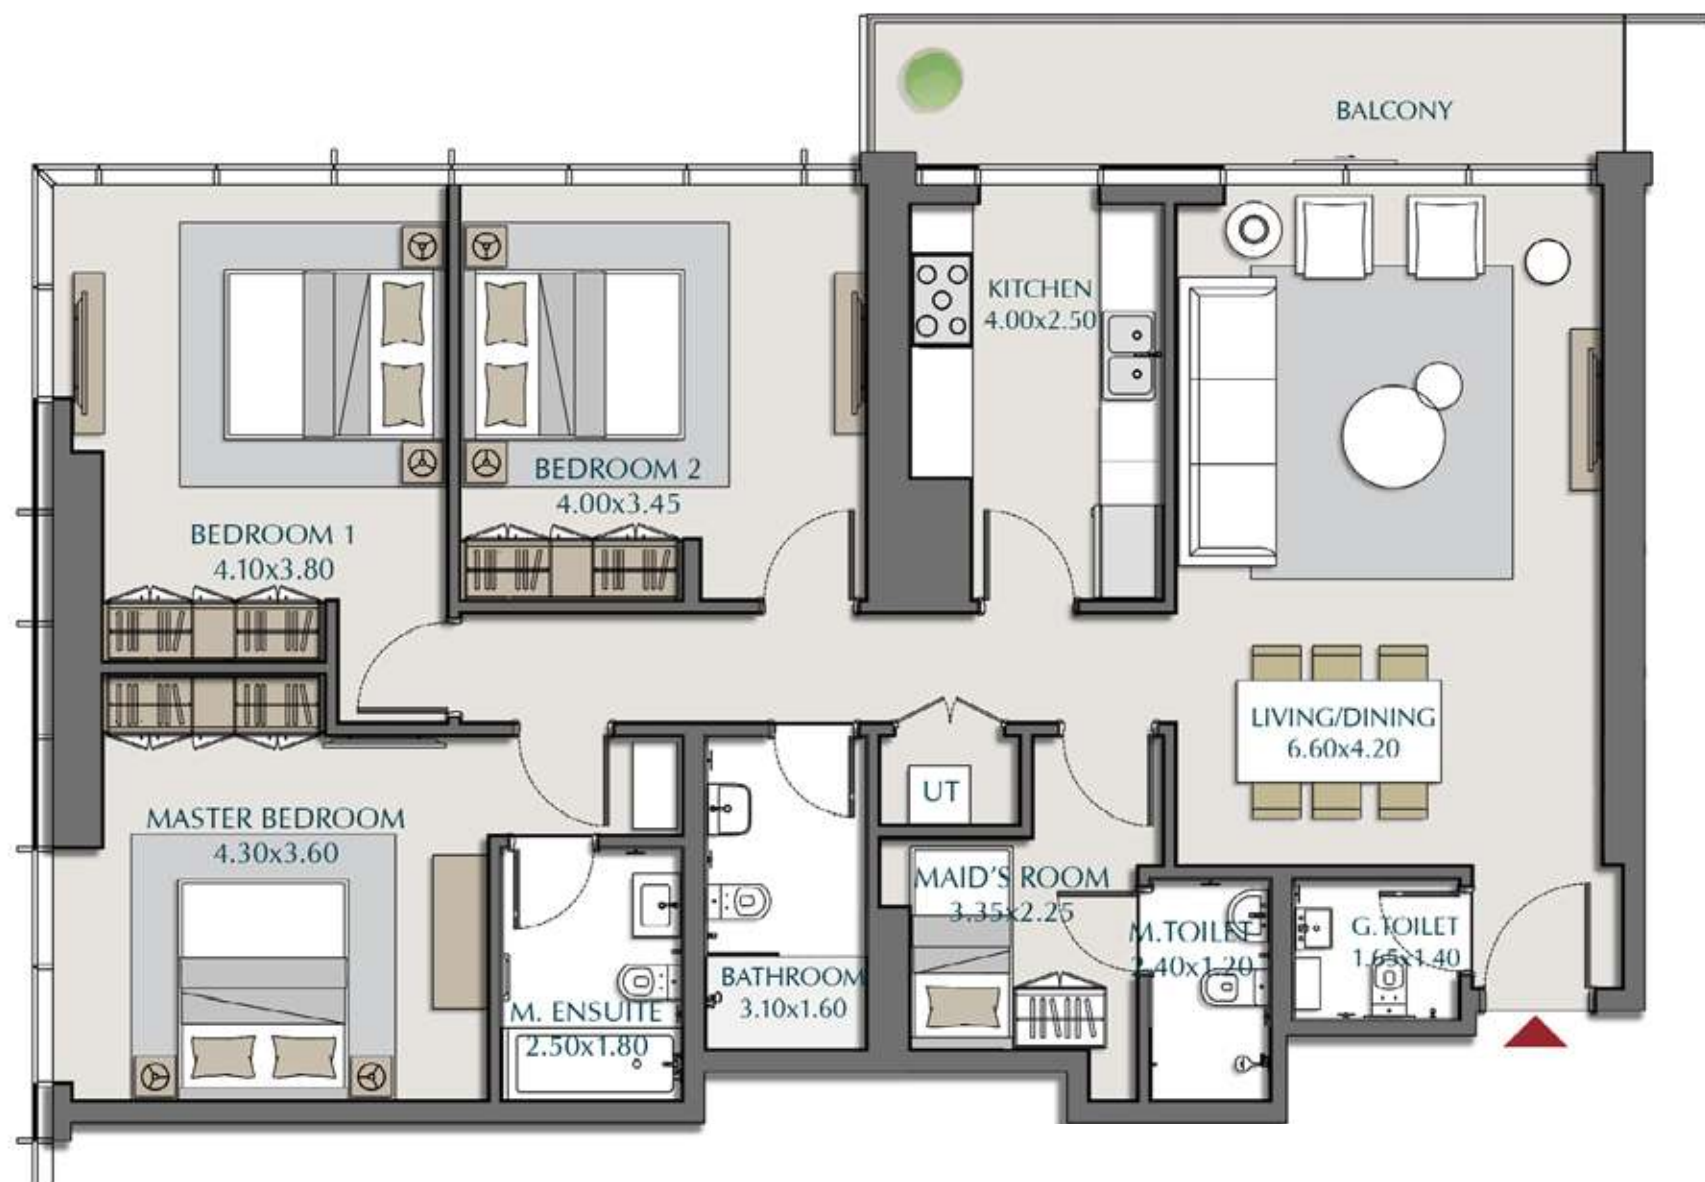 BALCONY
KITCHEN
4.00x2.50
BEDROOM 2
4.00x3.45
BEDROOM 1
4.10x3.80
LIVING/DINING
6.60x4.20
UT
MASTER BEDROOM
4.30x3.60
MAID'S ROOM
3.35x2.25
M.TOILET
2.40x1.20
G.TOILET
1.65x1.40
BATHROOM
3.10x1.60
M. ENSUITE
2.50x1.80